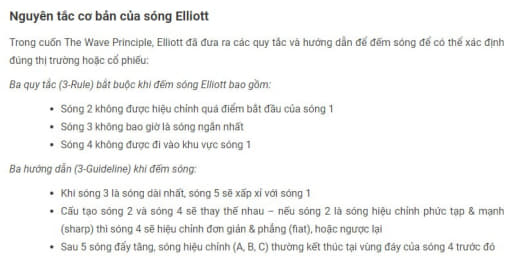 Nguyên tắc cơ bản của sóng Elliott
Trong cuốn The Wave Principle, Elliott đã đưa ra các quy tắc và hướng dẫn để đếm sóng để có thể xác định
đúng thị trường hoặc cổ phiếu:
Ba quy tắc (3-Rule) bắt buộc khi đếm sóng Elliott bao gồm:
• Sóng 2 không được hiệu chỉnh quá điểm bắt đầu của sóng 1
• Sóng 3 không bao giờ là sóng ngắn nhất
• Sóng 4 không được đi vào khu vực sóng 1
Ba hướng dẫn (3-Guideline) khi đếm sóng:
• Khi sóng 3 là sóng dài nhất, sóng 5 sẽ xấp xỉ với sóng 1
• Cấu tạo sóng 2 và sóng 4 sẽ thay thế nhau – nếu sóng 2 là sóng hiệu chỉnh phức tạp & mạnh
(sharp) thì sóng 4 sẽ hiệu chỉnh đơn giản & phẳng (flat), hoặc ngược lại
• Sau 5 sóng đẩy tăng, sóng hiệu chỉnh (A, B, C) thường kết thúc tại vùng đáy của sóng 4 trước đó